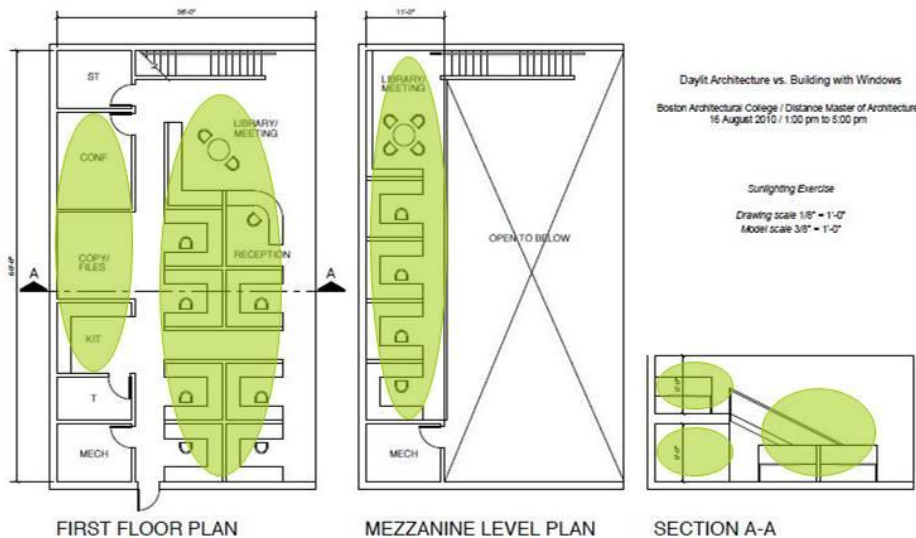 36'-0"
11'-0"
ST
LIBRARY/
MEETING
CONF
RECEPTION
COPY/
FILES
A
A
60'-0"
KIT
T
MECH
FIRST FLOOR PLAN
LIBRARY/
MEETING
OPEN TO BELOW
MECH
MEZZANINE LEVEL PLAN
Daylit Architecture vs. Building with Windows
Boston Architectural College / Distance Master of Architecture
16 August 2010 / 1:00 pm to 5:00 pm
Sunlighting Exercise
Drawing scale 1/8" = 1'-0"
Model scale 3/8" = 1'-0"
SECTION A-A